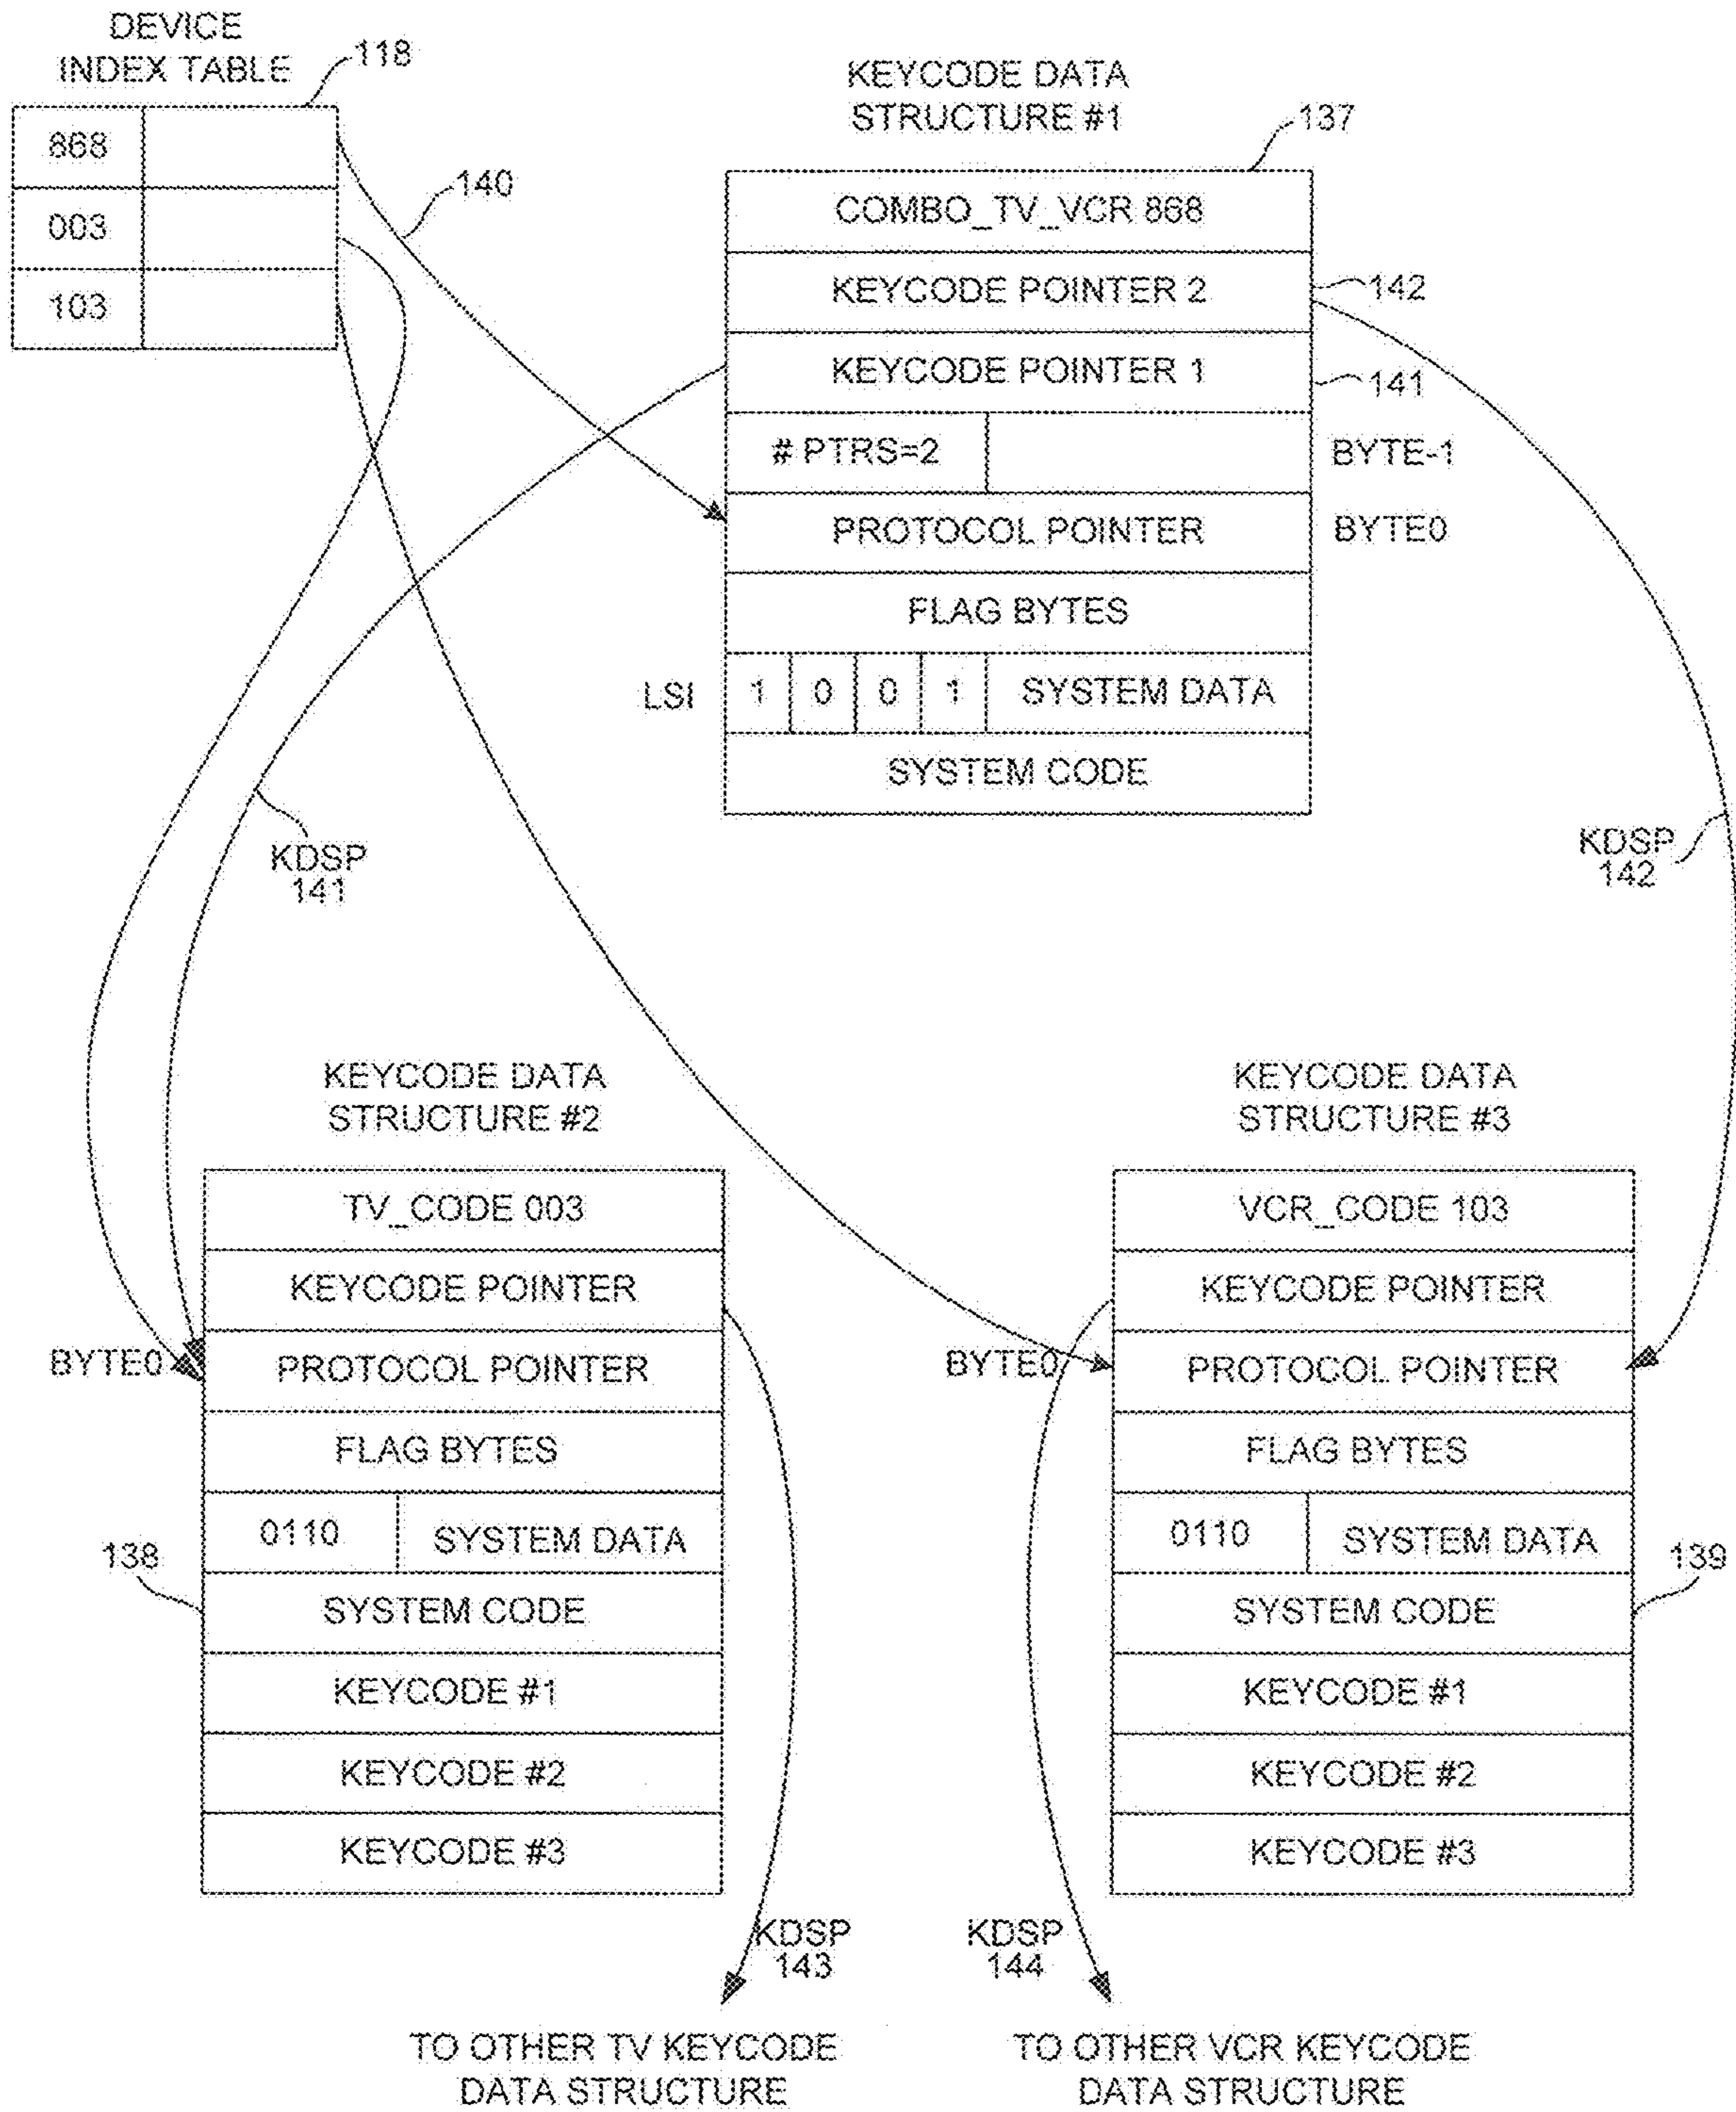 DEVICE
INDEX TABLE
118
868
003
103
140
KEYCODE DATA
STRUCTURE #1
137
COMBO_TV_VCR 868
KEYCODE POINTER 2
142
KEYCODE POINTER 1
141
# PTRS=2
BYTE-1
PROTOCOL POINTER
BYTE0
FLAG BYTES
LSI
1 0 0 1 SYSTEM DATA
SYSTEM CODE
KDSP
141
KDSP
142
KEYCODE DATA
STRUCTURE #2
TV_CODE 003
KEYCODE POINTER
BYTE0
PROTOCOL POINTER
FLAG BYTES
0110 SYSTEM DATA
138
SYSTEM CODE
KEYCODE #1
KEYCODE #2
KEYCODE #3
KDSP
143
TO OTHER TV KEYCODE
DATA STRUCTURE
KEYCODE DATA
STRUCTURE #3
VCR_CODE 103
KEYCODE POINTER
BYTE0
PROTOCOL POINTER
FLAG BYTES
0110 SYSTEM DATA
139
SYSTEM CODE
KEYCODE #1
KEYCODE #2
KEYCODE #3
KDSP
144
TO OTHER VCR KEYCODE
DATA STRUCTURE